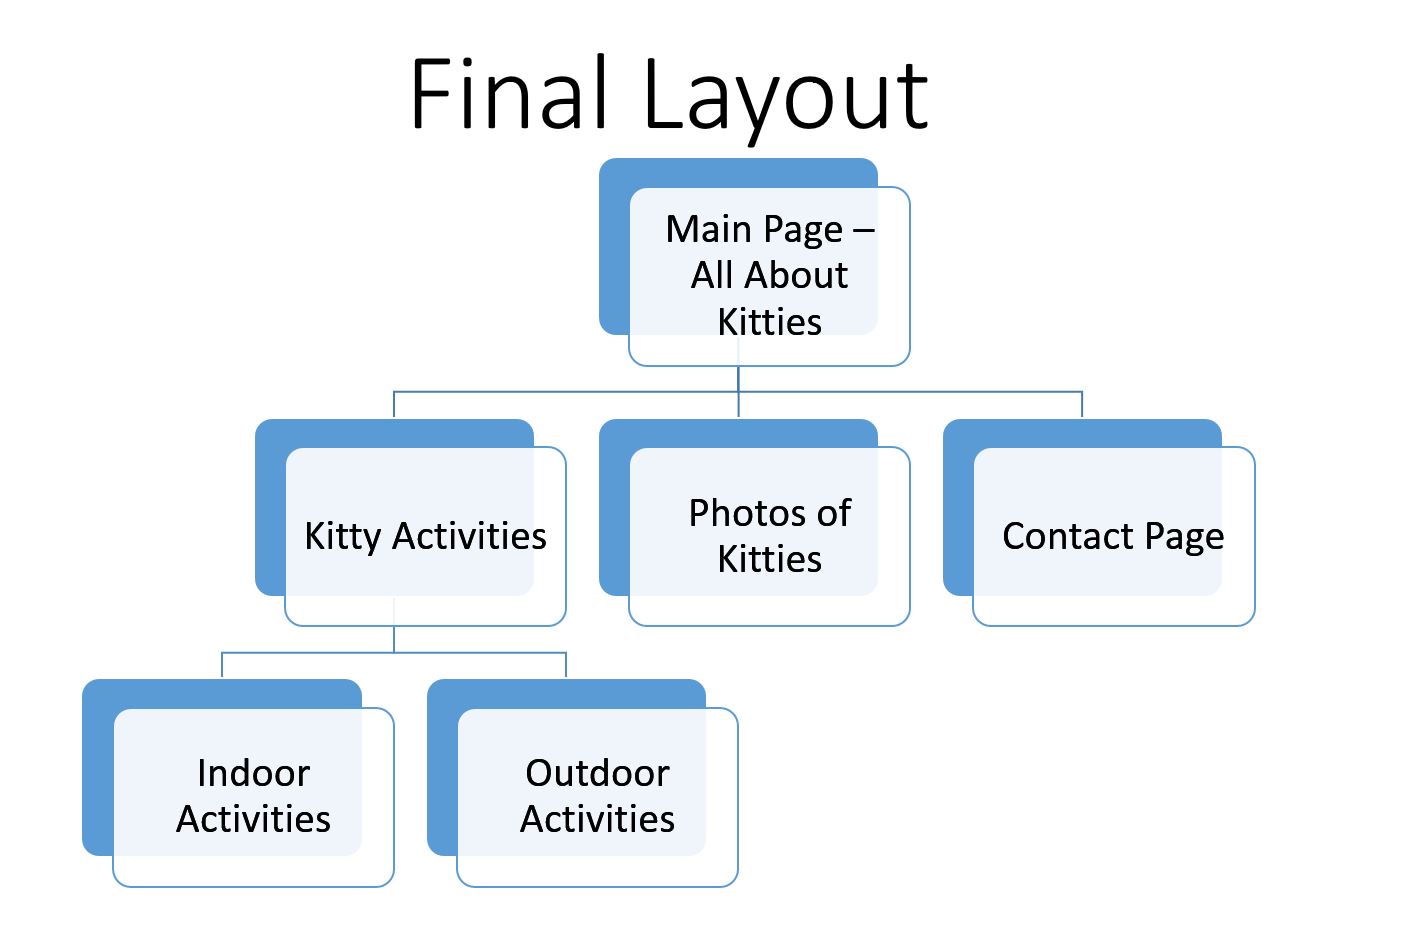 Final Layout
Main Page –
All About
Kitties
Kitty Activities
Photos of
Kitties
Contact Page
Indoor
Activities
Outdoor
Activities